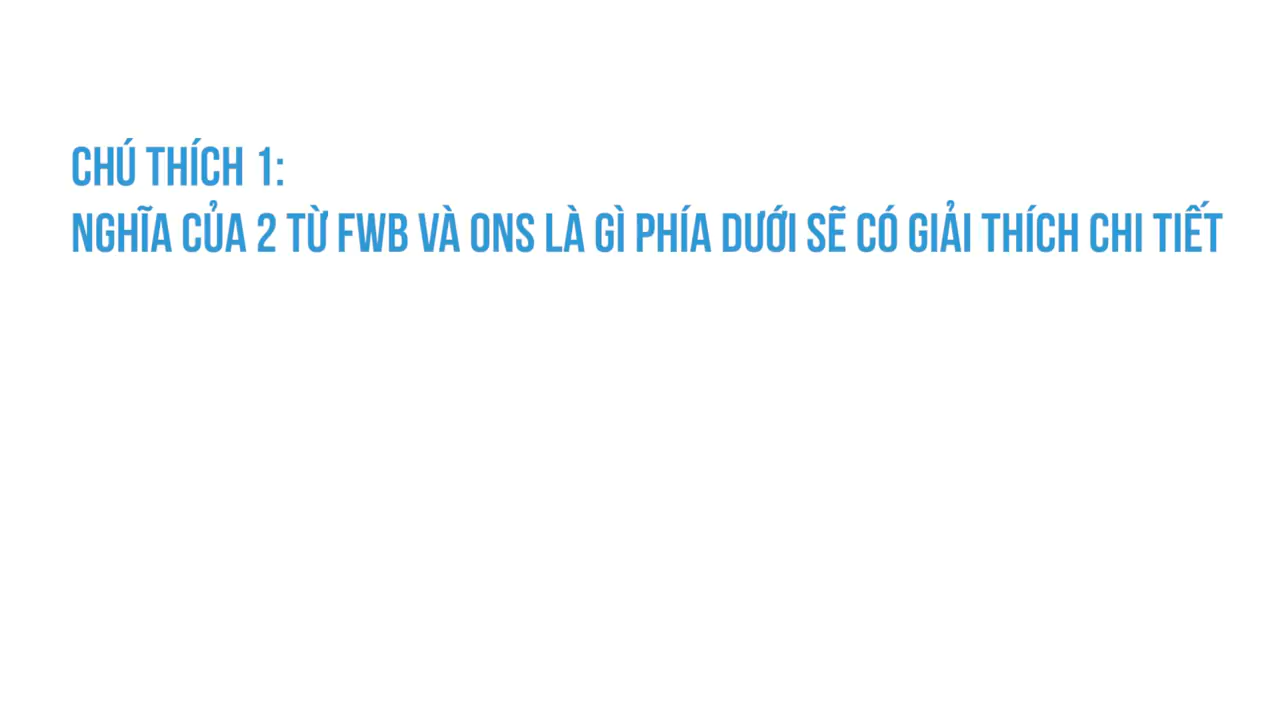 CHÚ THÍCH 1:
NGHĨA CỦA 2 TỪ FWB VÀ ONS LÀ GÌ PHÍA DƯỚI SẼ CÓ GIẢI THÍCH CHI TIẾT